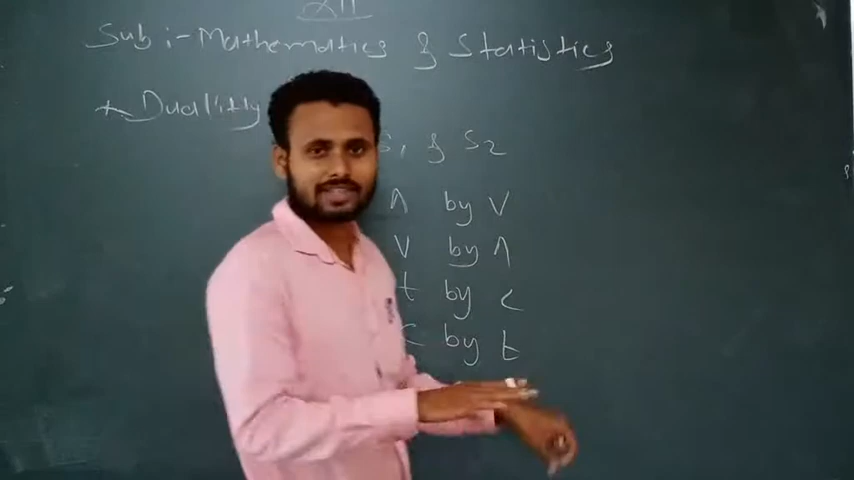 XII
Sub :- Mathematics & Statistics
* Duality
S₁ & S₂
∧ by ∨
∨ by ∧
t by c
c by t